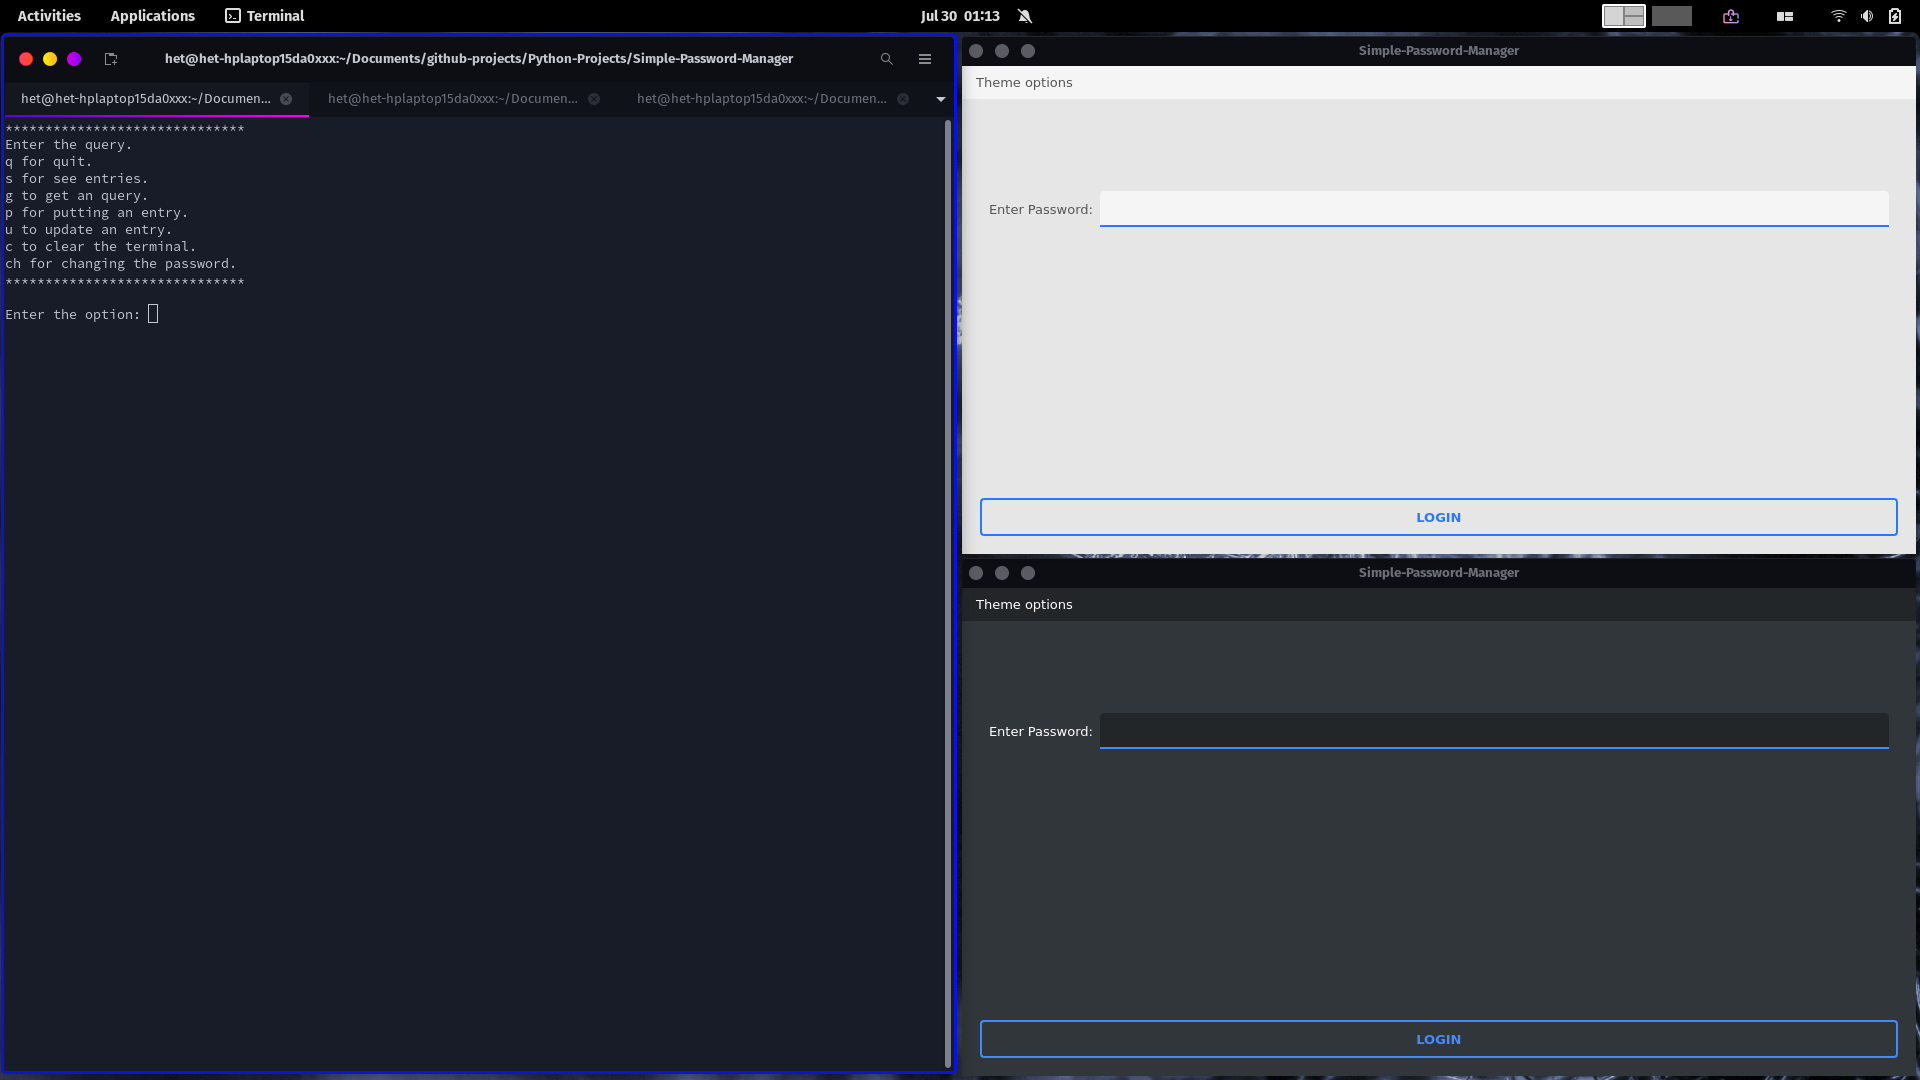 Activities Applications Terminal Jul 30 01:13
het@het-hplaptop15da0xxx:~/Documents/github-projects/Python-Projects/Simple-Password-Manager
het@het-hplaptop15da0xxx:~/Documen... het@het-hplaptop15da0xxx:~/Documen... het@het-hplaptop15da0xxx:~/Documen...
******************************
Enter the query.
q for quit.
s for see entries.
g to get an query.
p for putting an entry.
u to update an entry.
c to clear the terminal.
ch for changing the password.
******************************
Enter the option:
Simple-Password-Manager
Theme options
Enter Password:
LOGIN
Simple-Password-Manager
Theme options
Enter Password:
LOGIN